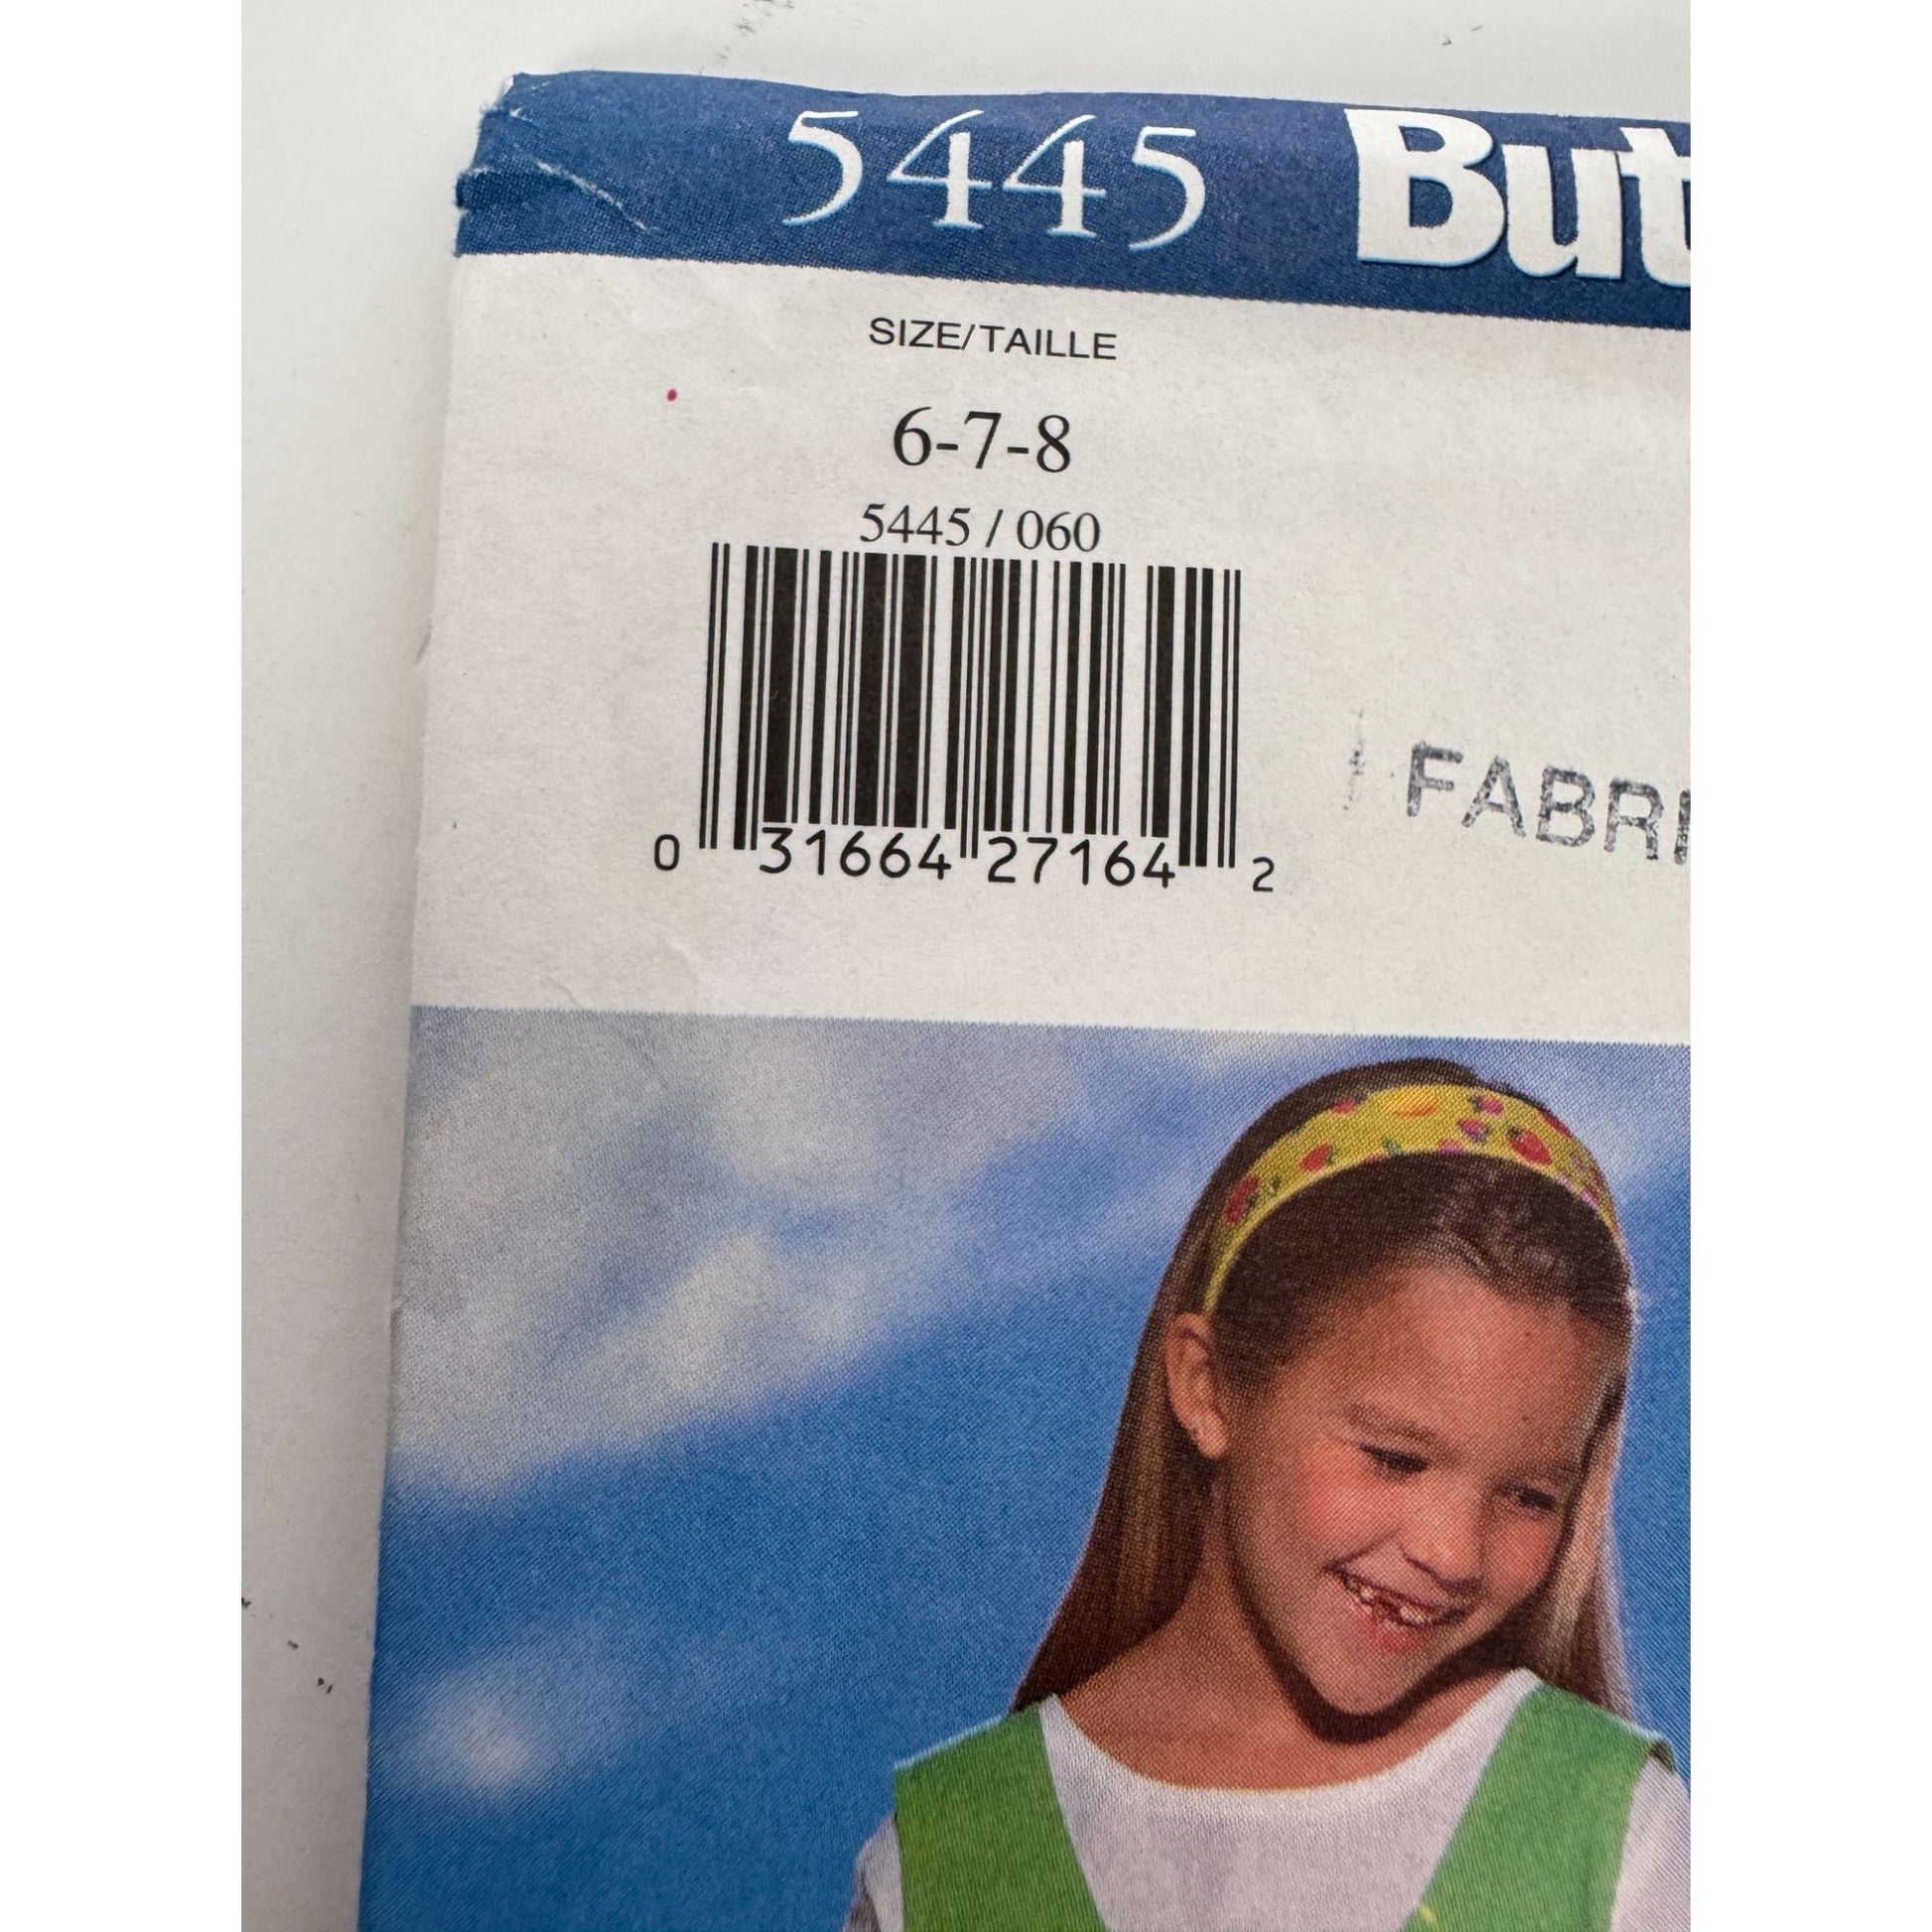 5445 But
SIZE/TAILLE
6-7-8
5445 / 060
0 31664 27164 2
FABRI